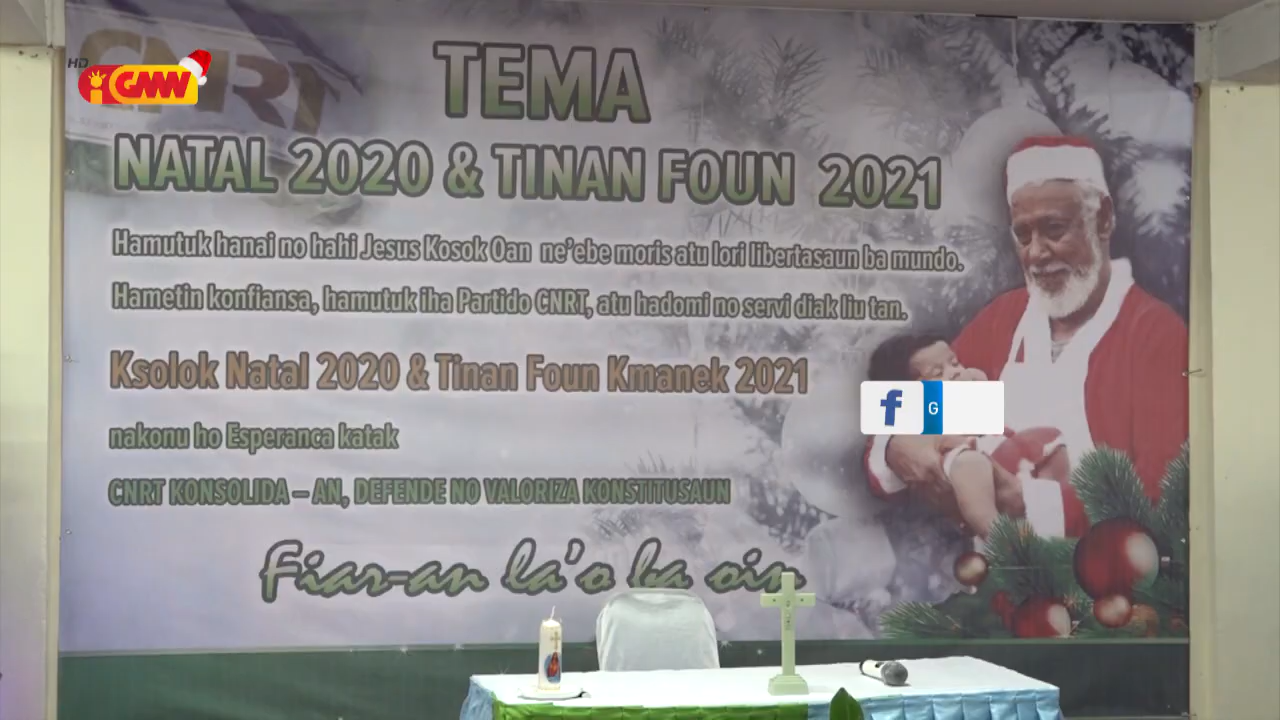 HD
GMN
CNRT
TEMA
NATAL 2020 & TINAN FOUN 2021
Hamutuk hanai no hahi Jesus Kosok Oan ne'ebe moris atu lori libertasaun ba mundo.
Hametin konfiansa, hamutuk iha Partido CNRT, atu hadomi no servi diak liu tan.
Ksolok Natal 2020 & Tinan Foun Kmanek 2021
nakonu ho Esperanca katak
CNRT KONSOLIDA – AN, DEFENDE NO VALORIZA KONSTITUSAUN
Fiar-an la'o ba oin
f G